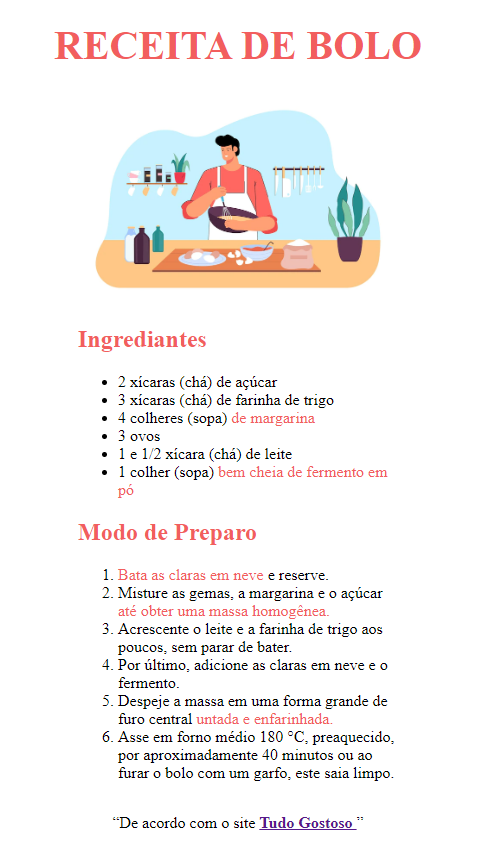 RECEITA DE BOLO
Ingrediantes
• 2 xícaras (chá) de açúcar
• 3 xícaras (chá) de farinha de trigo
• 4 colheres (sopa) de margarina
• 3 ovos
• 1 e 1/2 xícara (chá) de leite
• 1 colher (sopa) bem cheia de fermento em
pó
Modo de Preparo
1. Bata as claras em neve e reserve.
2. Misture as gemas, a margarina e o açúcar
até obter uma massa homogênea.
3. Acrescente o leite e a farinha de trigo aos
poucos, sem parar de bater.
4. Por último, adicione as claras em neve e o
fermento.
5. Despeje a massa em uma forma grande de
furo central untada e enfarinhada.
6. Asse em forno médio 180 °C, preaquecido,
por aproximadamente 40 minutos ou ao
furar o bolo com um garfo, este saia limpo.
“De acordo com o site Tudo Gostoso ”